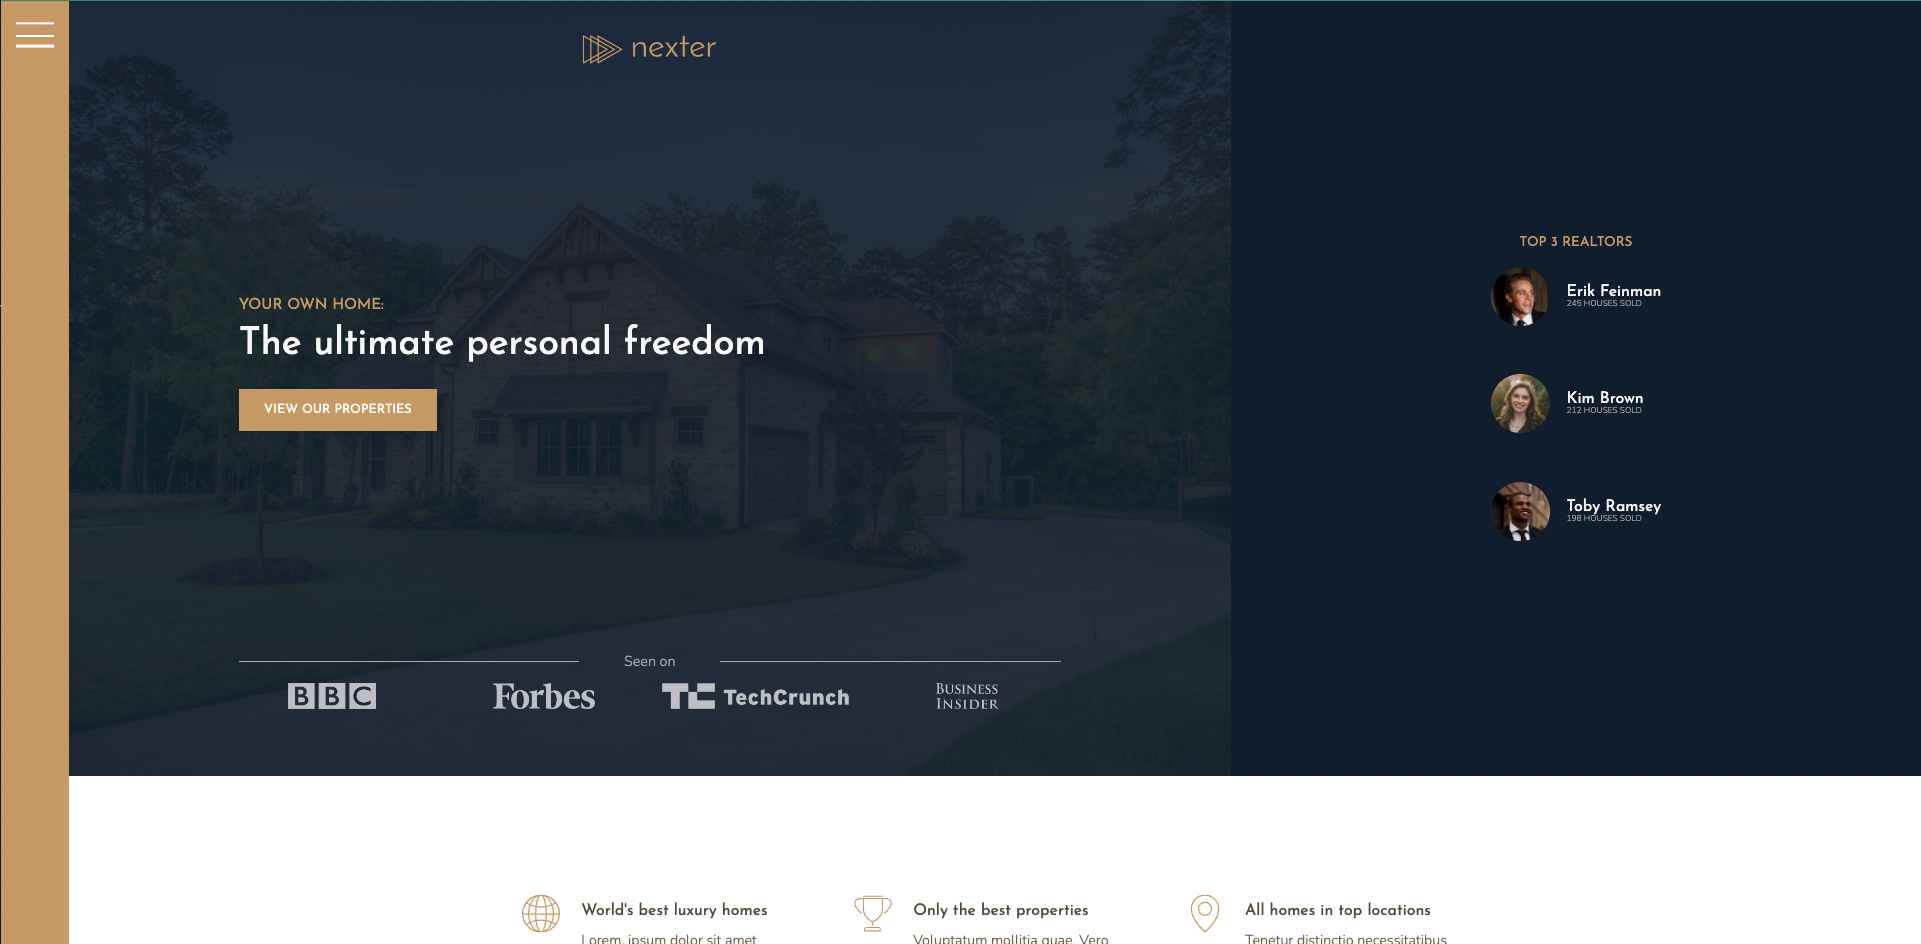 nexter
YOUR OWN HOME:
The ultimate personal freedom
VIEW OUR PROPERTIES
Seen on
BBC
Forbes
TC TechCrunch
BUSINESS
INSIDER
TOP 3 REALTORS
Erik Feinman
245 HOUSES SOLD
Kim Brown
212 HOUSES SOLD
Toby Ramsey
198 HOUSES SOLD
World's best luxury homes
Lorem, ipsum dolor sit amet
Only the best properties
Voluptatum mollitia quae. Vero
All homes in top locations
Tenetur distinctio necessitatibus